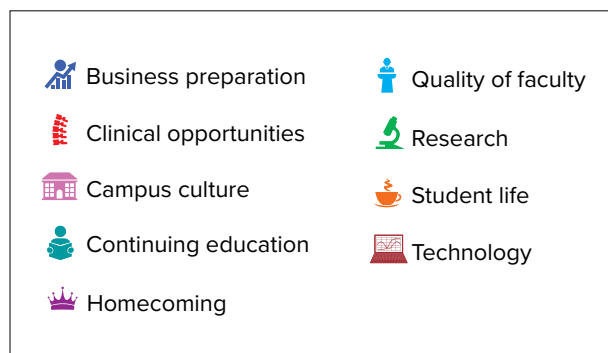 Business preparation
Clinical opportunities
Campus culture
Continuing education
Homecoming
Quality of faculty
Research
Student life
Technology